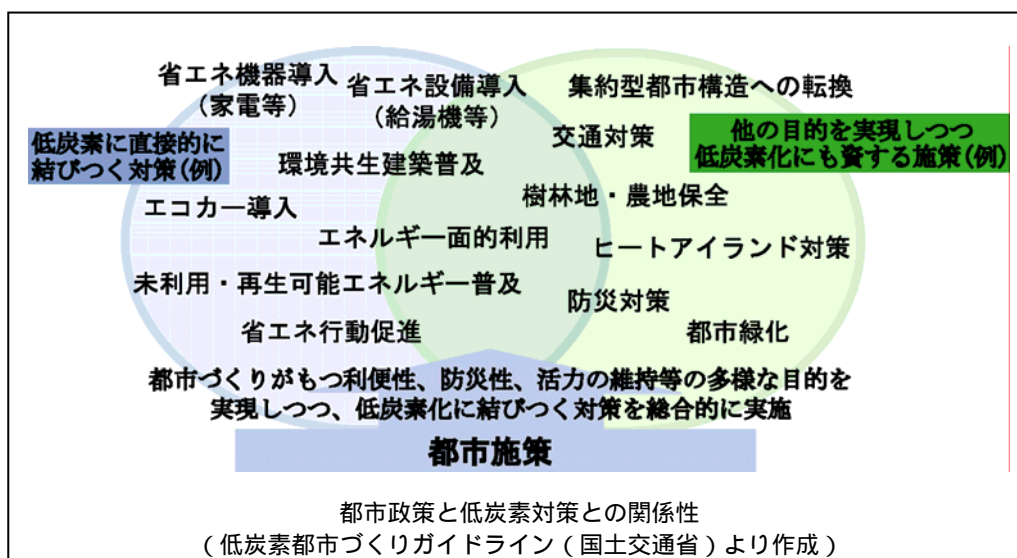 省エネ機器導入
(家電等)
省エネ設備導入
(給湯機等)
集約型都市構造への転換
低炭素に直接的に
結びつく対策(例)
交通対策
他の目的を実現しつつ
低炭素化にも資する施策(例)
環境共生建築普及
樹林地・農地保全
エコカー導入
エネルギー面的利用
ヒートアイランド対策
未利用・再生可能エネルギー普及
防災対策
省エネ行動促進
都市緑化
都市づくりがもつ利便性、防災性、活力の維持等の多様な目的を
実現しつつ、低炭素化に結びつく対策を総合的に実施
都市施策
都市政策と低炭素対策との関係性
(低炭素都市づくりガイドライン(国土交通省)より作成)